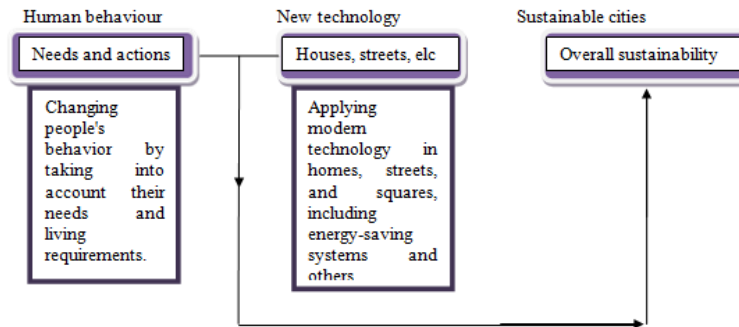 Human behaviour
Needs and actions
Changing
people's
behavior by
taking into
account their
needs and
living
requirements.
New technology
Houses, streets, elc
Applying
modern
technology in
homes, streets,
and squares,
including
energy-saving
systems and
others
Sustainable cities
Overall sustainability